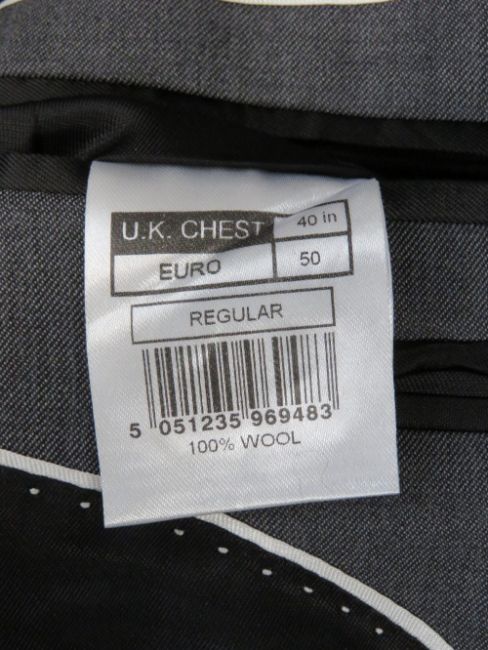 U.K. CHEST 40 in
EURO 50
REGULAR
5 051235 969483
100% WOOL